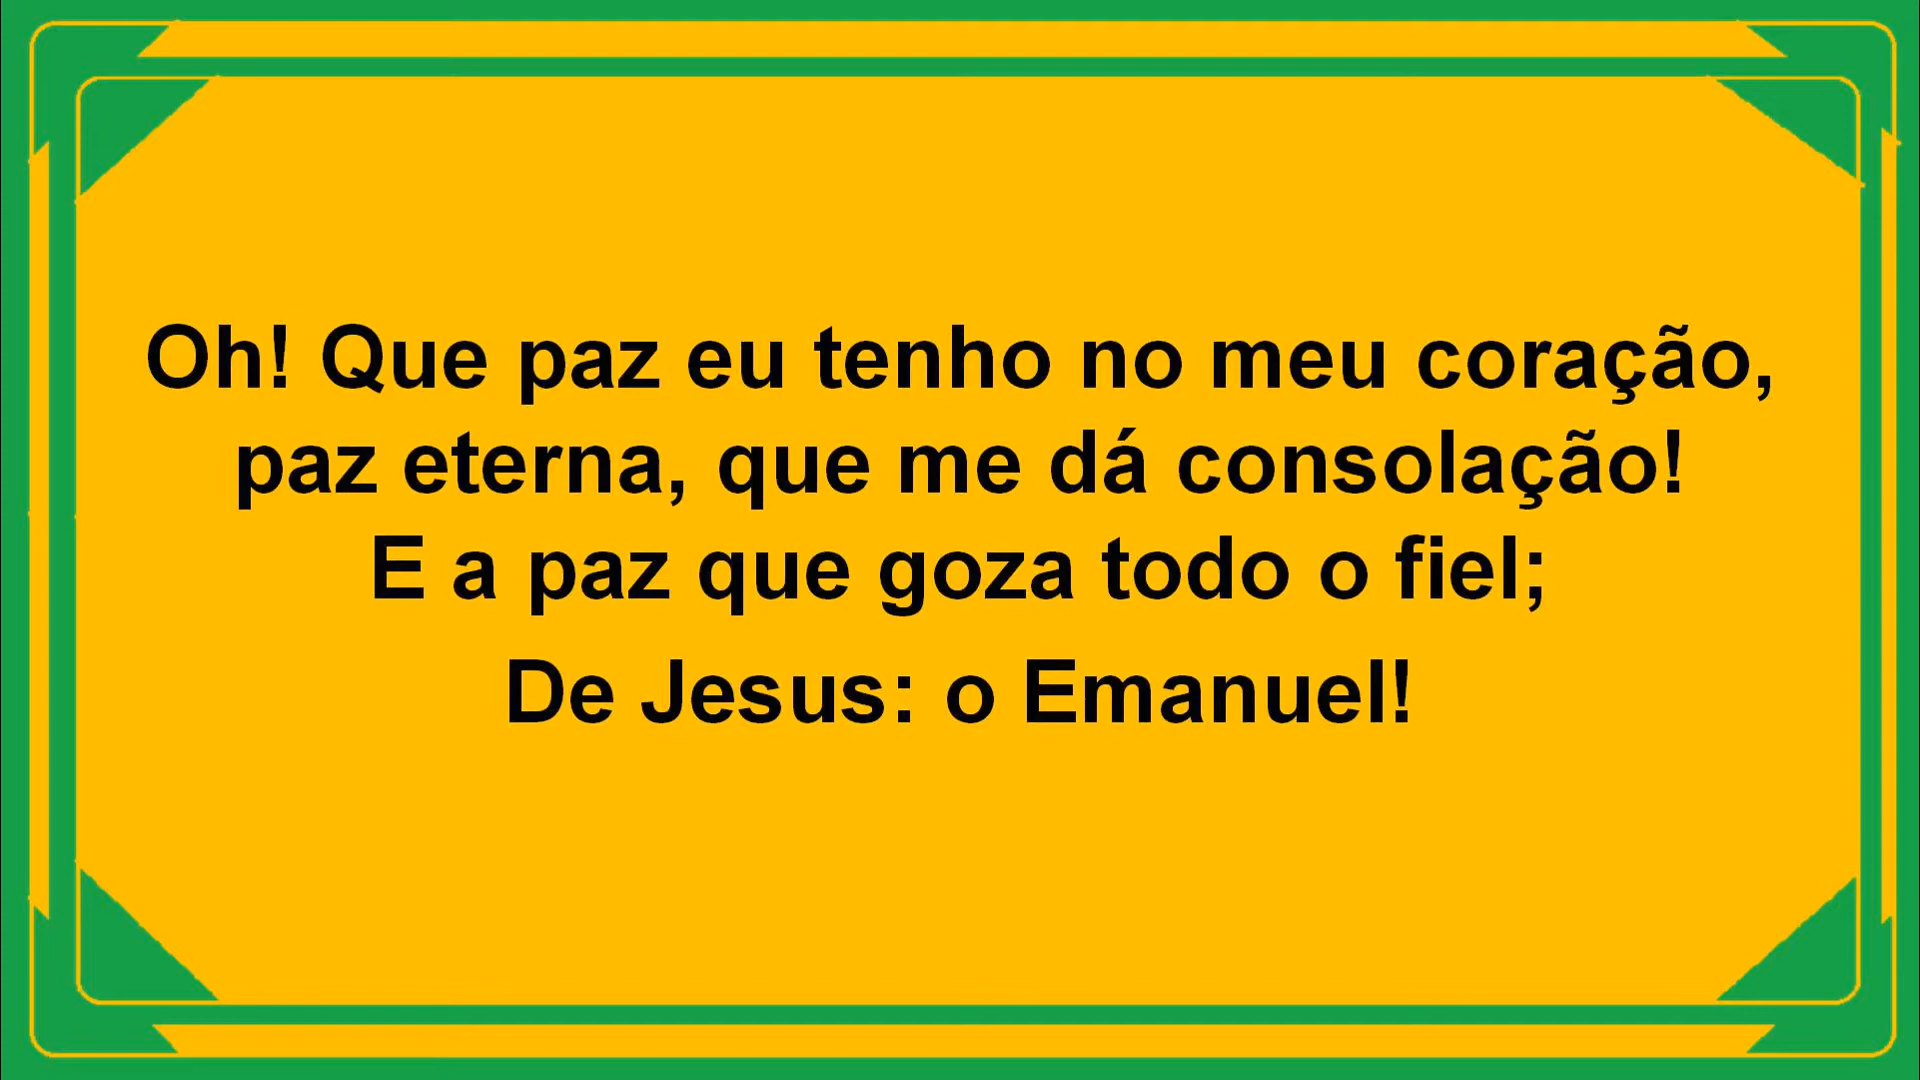 Oh! Que paz eu tenho no meu coração,
paz eterna, que me dá consolação!
E a paz que goza todo o fiel;
De Jesus: o Emanuel!